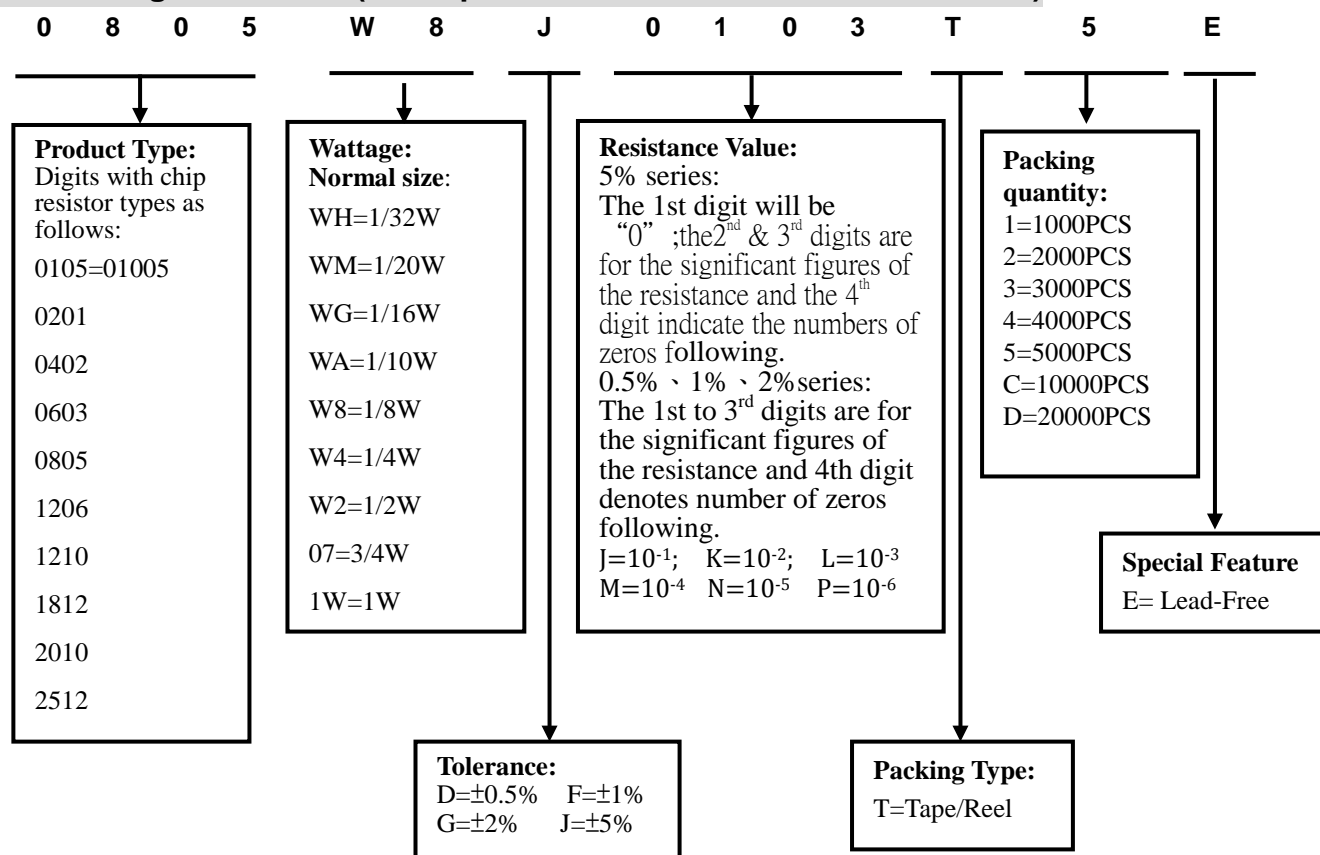 0 8 0 5 W 8 J 0 1 0 3 T 5 E
Product Type:
Digits with chip
resistor types as
follows:
0105=01005
0201
0402
0603
0805
1206
1210
1812
2010
2512
Wattage:
Normal size:
WH=1/32W
WM=1/20W
WG=1/16W
WA=1/10W
W8=1/8W
W4=1/4W
W2=1/2W
07=3/4W
1W=1W
Resistance Value:
5% series:
The 1st digit will be
“0” ;the2nd & 3rd digits are
for the significant figures of
the resistance and the 4th
digit indicate the numbers of
zeros following.
0.5%、1%、2%series:
The 1st to 3rd digits are for
the significant figures of
the resistance and 4th digit
denotes number of zeros
following.
J=10-1; K=10-2; L=10-3
M=10-4 N=10-5 P=10-6
Packing
quantity:
1=1000PCS
2=2000PCS
3=3000PCS
4=4000PCS
5=5000PCS
C=10000PCS
D=20000PCS
Special Feature
E= Lead-Free
Tolerance:
D=±0.5% F=±1%
G=±2% J=±5%
Packing Type:
T=Tape/Reel